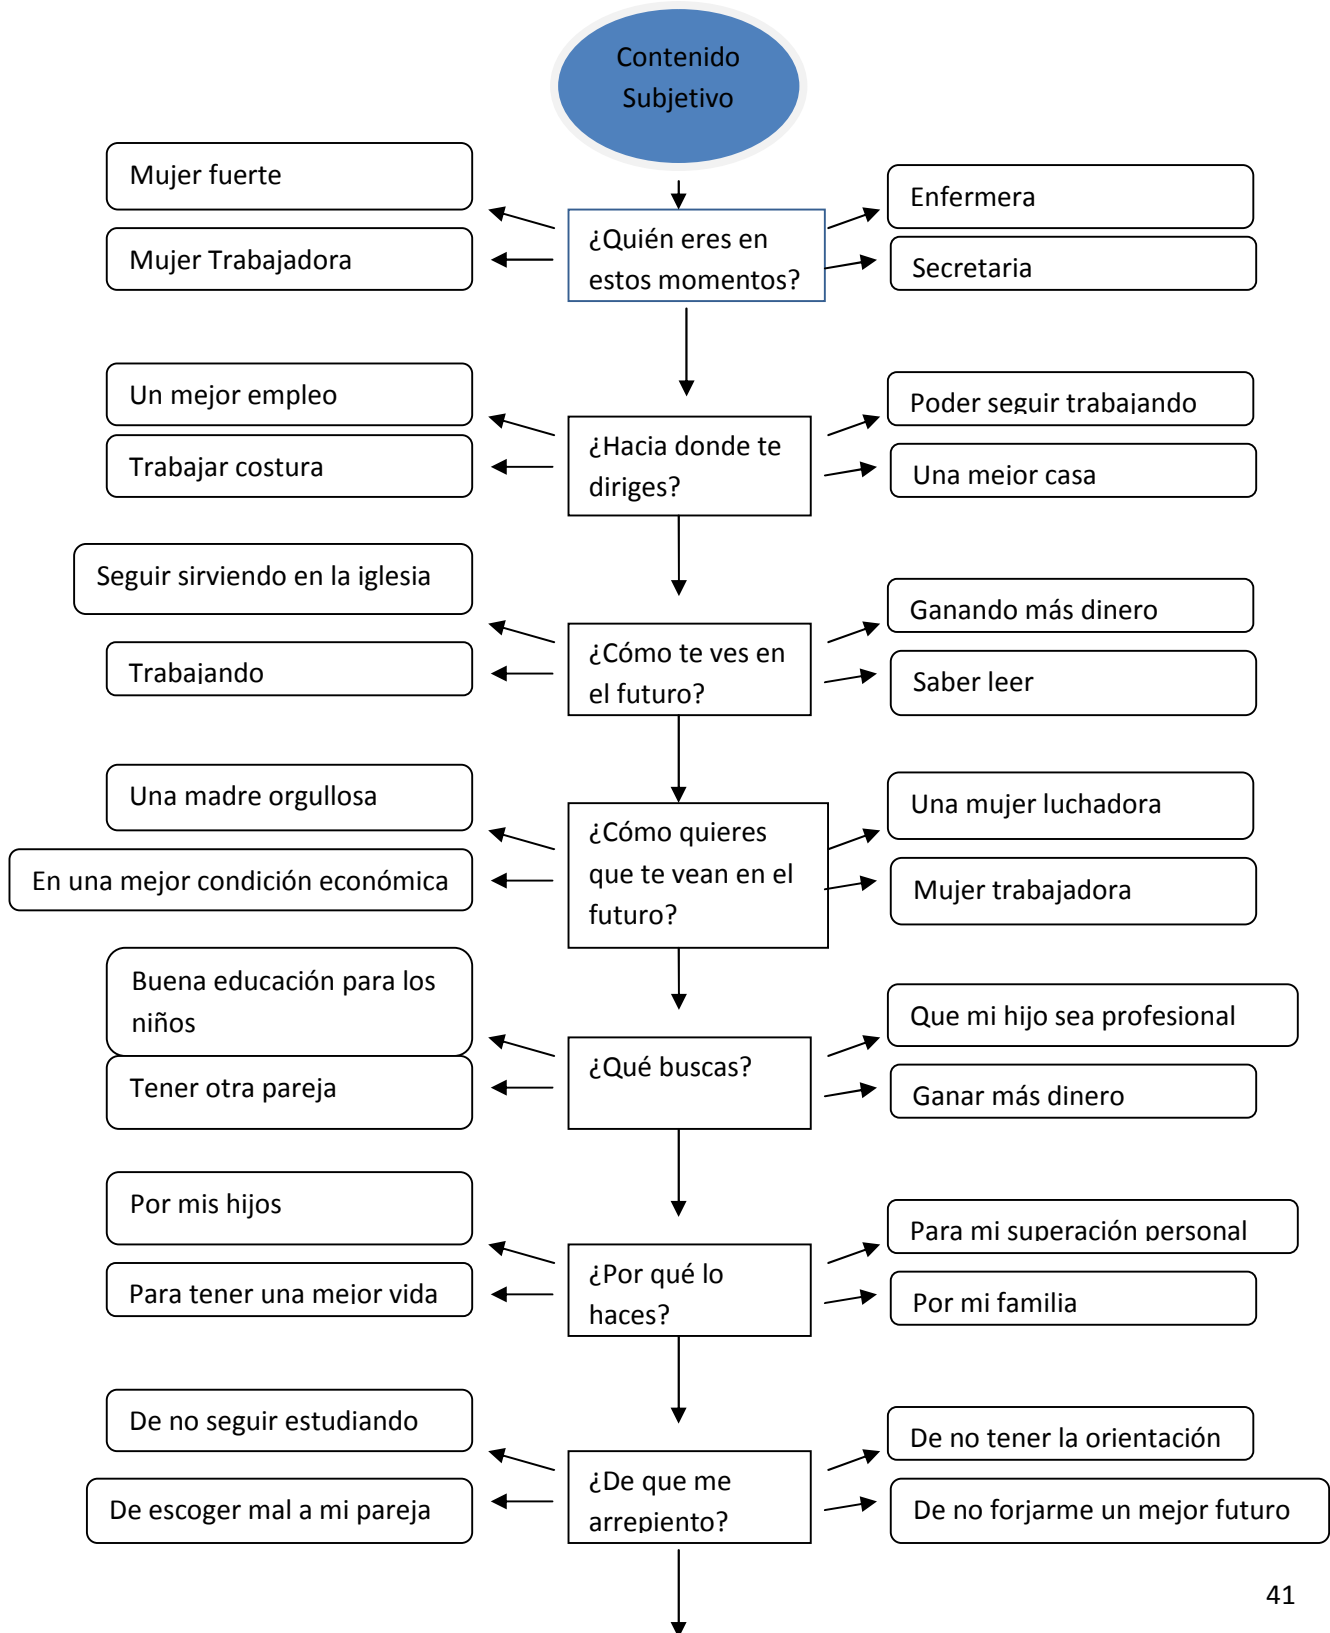 Contenido
Subjetivo
Mujer fuerte
Mujer Trabajadora
¿Quién eres en
estos momentos?
Enfermera
Secretaria
Un mejor empleo
Trabajar costura
¿Hacia donde te
diriges?
Poder seguir trabajando
Una mejor casa
Seguir sirviendo en la iglesia
Trabajando
¿Cómo te ves en
el futuro?
Ganando más dinero
Saber leer
Una madre orgullosa
En una mejor condición económica
¿Cómo quieres
que te vean en el
futuro?
Una mujer luchadora
Mujer trabajadora
Buena educación para los
niños
Tener otra pareja
¿Qué buscas?
Que mi hijo sea profesional
Ganar más dinero
Por mis hijos
Para tener una mejor vida
¿Por qué lo
haces?
Para mi superación personal
Por mi familia
De no seguir estudiando
De escoger mal a mi pareja
¿De que me
arrepiento?
De no tener la orientación
De no forjarme un mejor futuro
41